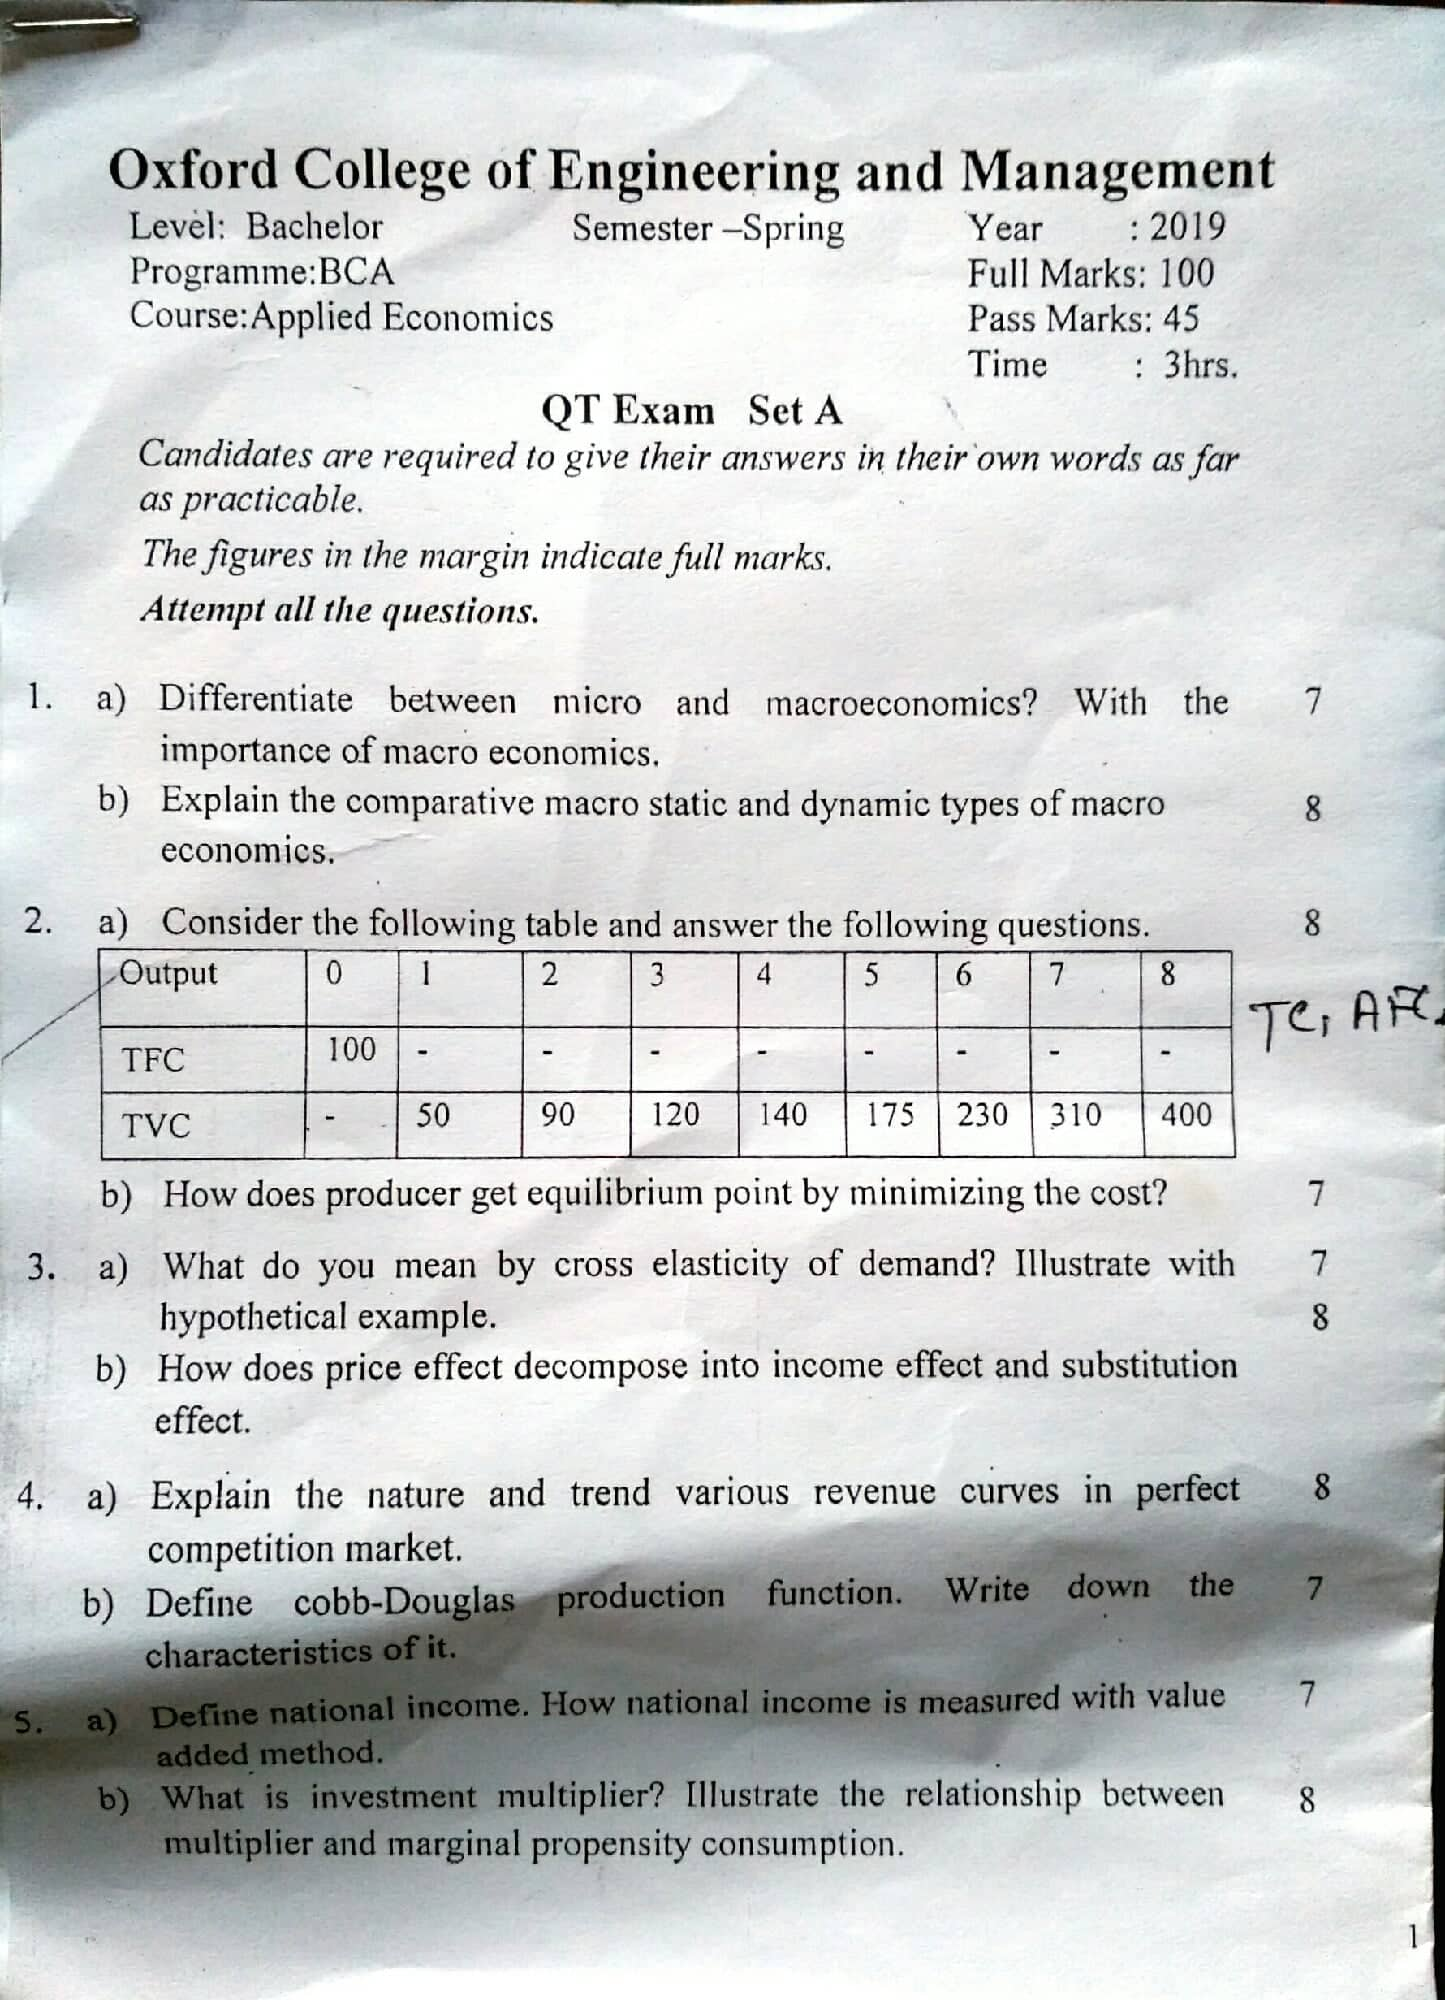 Oxford College of Engineering and Management
Level: Bachelor Semester –Spring Year : 2019
Programme:BCA Full Marks: 100
Course:Applied Economics Pass Marks: 45
Time : 3hrs.
QT Exam Set A
Candidates are required to give their answers in their own words as far
as practicable.
The figures in the margin indicate full marks.
Attempt all the questions.
1. a) Differentiate between micro and macroeconomics? With the 7
importance of macro economics.
b) Explain the comparative macro static and dynamic types of macro 8
economics.
2. a) Consider the following table and answer the following questions. 8
Output 0 1 2 3 4 5 6 7 8
TC, AFC
TFC 100 - - - - - - - -
TVC - 50 90 120 140 175 230 310 400
b) How does producer get equilibrium point by minimizing the cost? 7
3. a) What do you mean by cross elasticity of demand? Illustrate with 7
hypothetical example. 8
b) How does price effect decompose into income effect and substitution
effect.
4. a) Explain the nature and trend various revenue curves in perfect 8
competition market.
b) Define cobb-Douglas production function. Write down the 7
characteristics of it.
5. a) Define national income. How national income is measured with value 7
added method.
b) What is investment multiplier? Illustrate the relationship between 8
multiplier and marginal propensity consumption.
1